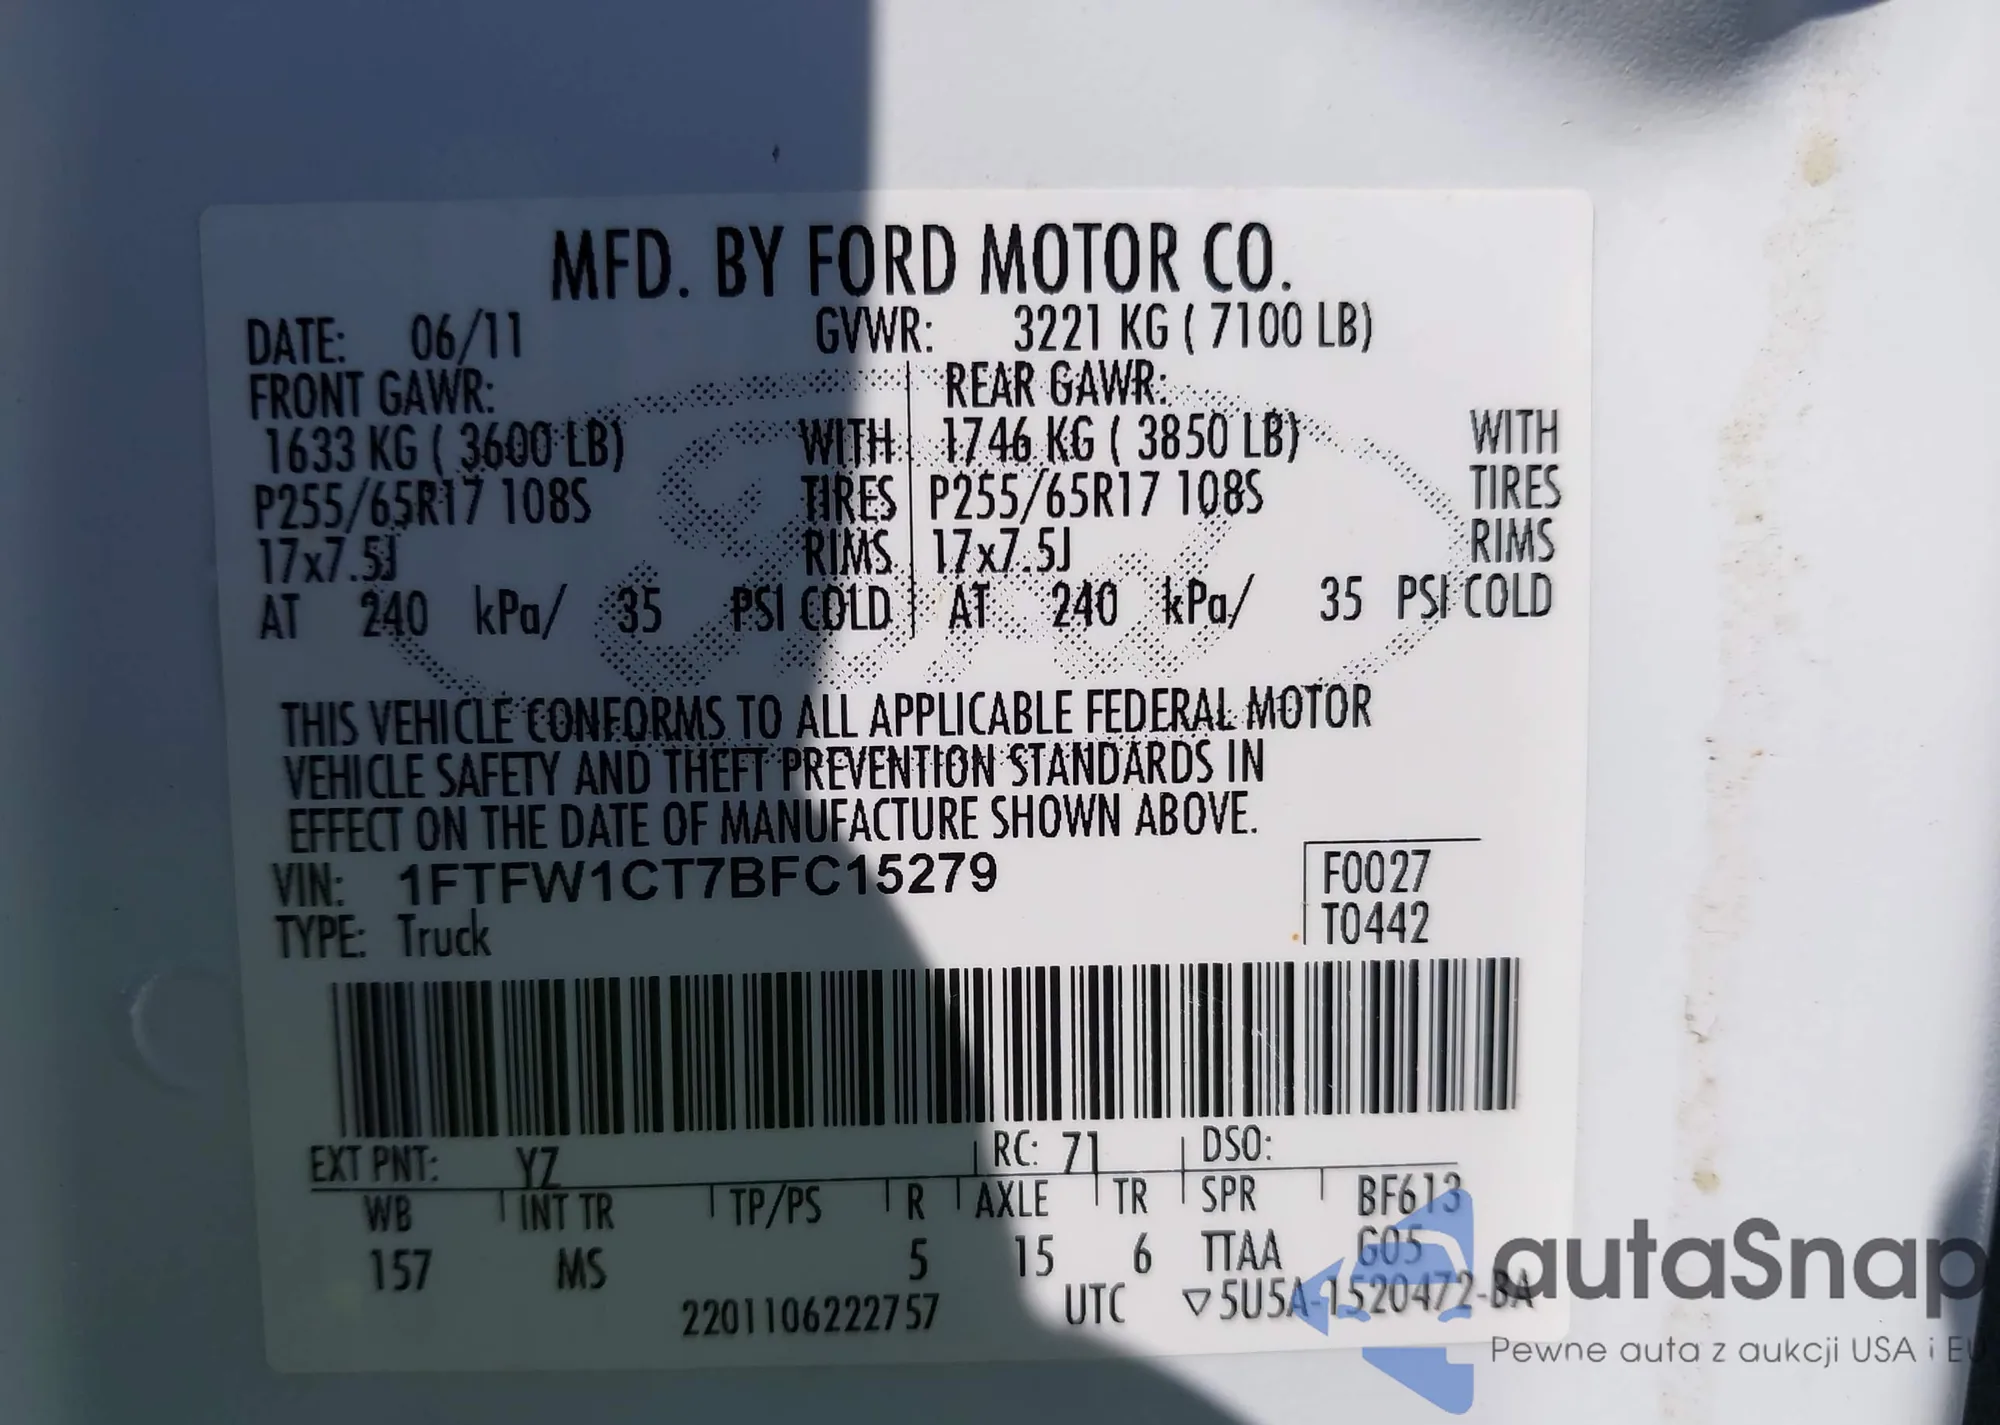 MFD. BY FORD MOTOR CO.
DATE: 06/11 GVWR: 3221 KG ( 7100 LB)
FRONT GAWR: REAR GAWR:
1633 KG ( 3600 LB) WITH 1746 KG ( 3850 LB) WITH
P255/65R17 108S TIRES P255/65R17 108S TIRES
17x7.5J RIMS 17x7.5J RIMS
AT 240 kPa/ 35 PSI COLD AT 240 kPa/ 35 PSI COLD
THIS VEHICLE CONFORMS TO ALL APPLICABLE FEDERAL MOTOR
VEHICLE SAFETY AND THEFT PREVENTION STANDARDS IN
EFFECT ON THE DATE OF MANUFACTURE SHOWN ABOVE.
VIN: 1FTFW1CT7BFC15279 F0027
TYPE: Truck T0442
EXT PNT: YZ RC: 71 DSO:
WB INT TR TP/PS R AXLE TR SPR BF613
157 MS 5 15 6 TTAA G05
2201106222757 UTC ▽5U5A-1520472-BA
autaSnap
Pewne auta z aukcji USA i EU